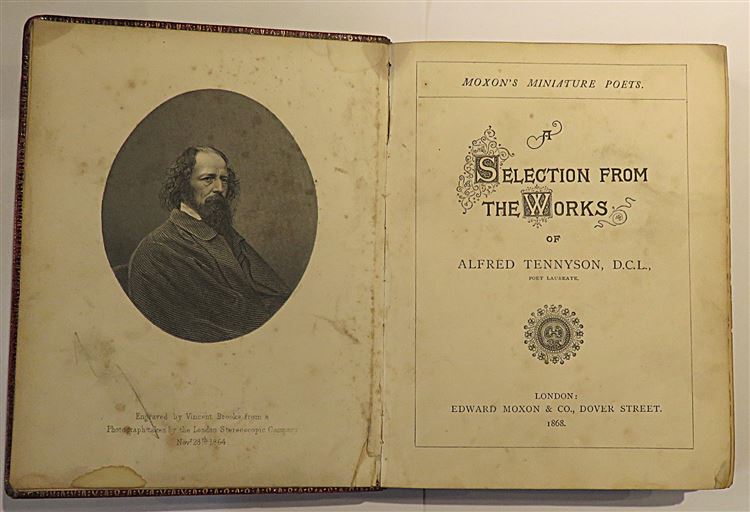 Engraved by Vincent Brooks from a
Photograph taken by the London Stereoscopic Company
Novr. 28th 1864
MOXON'S MINIATURE POETS.
A
SELECTION FROM
THE WORKS
OF
ALFRED TENNYSON, D.C.L.,
POET LAUREATE.
LONDON:
EDWARD MOXON & CO., DOVER STREET.
1868.